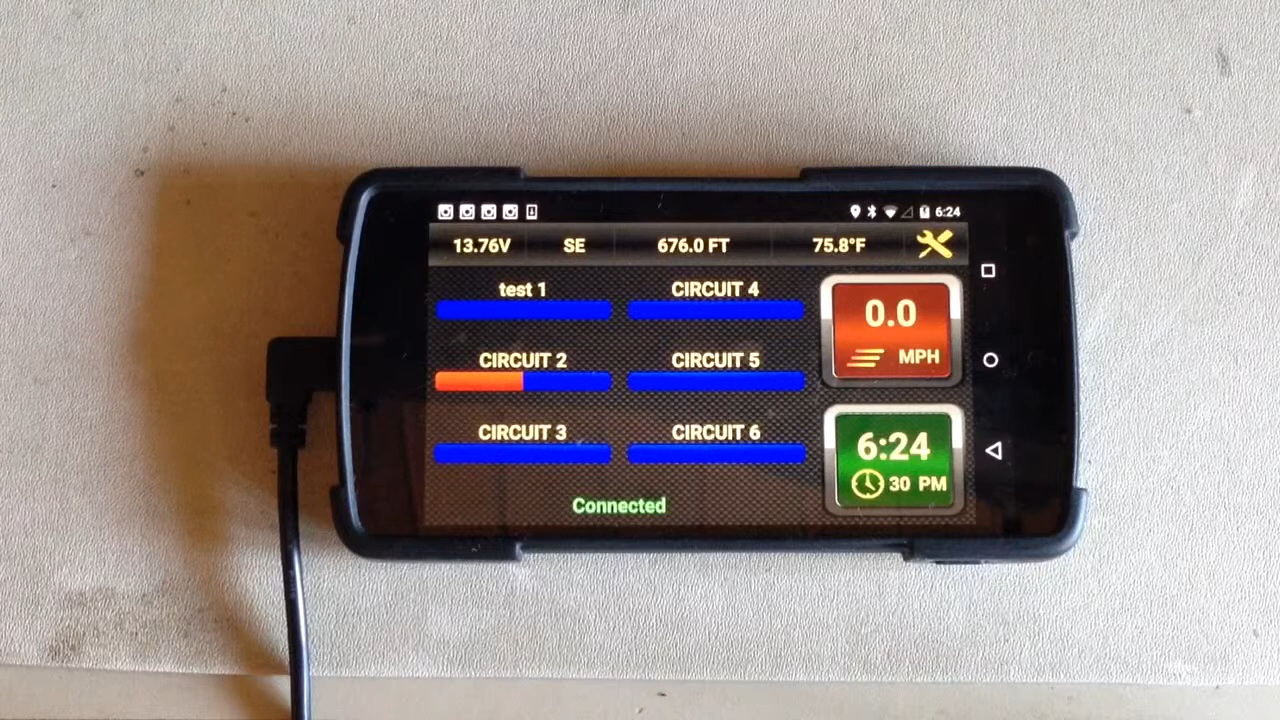 6:24
13.76V SE 676.0 FT 75.8°F
test 1 CIRCUIT 4
CIRCUIT 2 CIRCUIT 5
CIRCUIT 3 CIRCUIT 6
Connected
0.0
MPH
6:24
30 PM